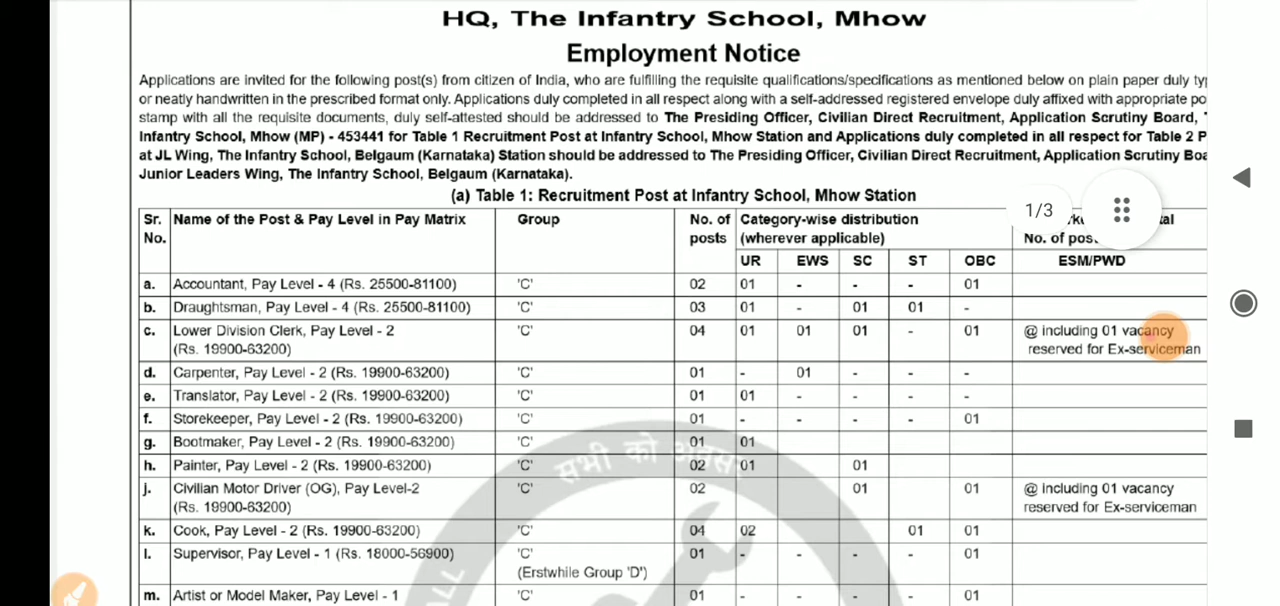 HQ, The Infantry School, Mhow
Employment Notice
Applications are invited for the following post(s) from citizen of India, who are fulfilling the requisite qualifications/specifications as mentioned below on plain paper duly
or neatly handwritten in the prescribed format only. Applications duly completed in all respect along with a self-addressed registered envelope duly affixed with appropriate
stamp with all the requisite documents, duly self-attested should be addressed to The Presiding Officer, Civilian Direct Recruitment, Application Scrutiny Board,
Infantry School, Mhow (MP) - 453441 for Table 1 Recruitment Post at Infantry School, Mhow Station and Applications duly completed in all respect for Table 2
at JL Wing, The Infantry School, Belgaum (Karnataka) Station should be addressed to The Presiding Officer, Civilian Direct Recruitment, Application Scrutiny
Junior Leaders Wing, The Infantry School, Belgaum (Karnataka).
(a) Table 1: Recruitment Post at Infantry School, Mhow Station
1/3
Sr. No. Name of the Post & Pay Level in Pay Matrix Group No. of posts Category-wise distribution (wherever applicable) No. of
UR EWS SC ST OBC ESM/PWD
a. Accountant, Pay Level - 4 (Rs. 25500-81100) 'C' 02 01 - - - 01
b. Draughtsman, Pay Level - 4 (Rs. 25500-81100) 'C' 03 01 - 01 01 -
c. Lower Division Clerk, Pay Level - 2 'C' 04 01 01 01 - 01 @ including 01 vacancy
(Rs. 19900-63200) reserved for Ex-serviceman
d. Carpenter, Pay Level - 2 (Rs. 19900-63200) 'C' 01 - 01 - - -
e. Translator, Pay Level - 2 (Rs. 19900-63200) 'C' 01 01 - - - -
f. Storekeeper, Pay Level - 2 (Rs. 19900-63200) 'C' 01 - - - - 01
g. Bootmaker, Pay Level - 2 (Rs. 19900-63200) 'C' 01 01
h. Painter, Pay Level - 2 (Rs. 19900-63200) 'C' 02 01 01
j. Civilian Motor Driver (OG), Pay Level-2 'C' 02 01 01 @ including 01 vacancy
(Rs. 19900-63200) reserved for Ex-serviceman
k. Cook, Pay Level - 2 (Rs. 19900-63200) 'C' 04 02 01 01
l. Supervisor, Pay Level - 1 (Rs. 18000-56900) 'C' 01 - - - - 01
(Erstwhile Group 'D')
m. Artist or Model Maker, Pay Level - 1 'C' 01 - - - - 01
सभी को